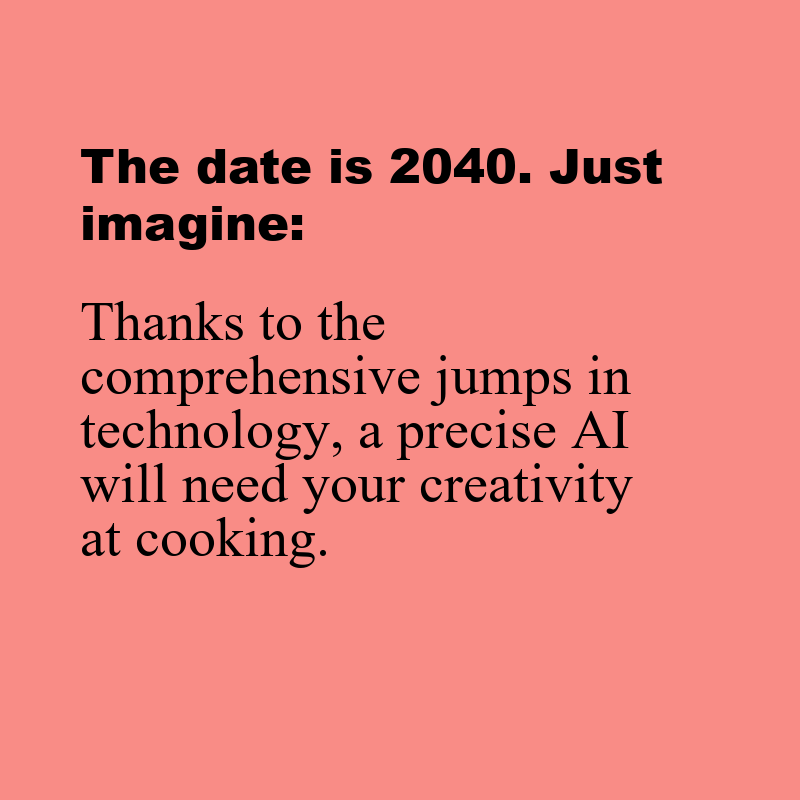 The date is 2040. Just
imagine:
Thanks to the
comprehensive jumps in
technology, a precise AI
will need your creativity
at cooking.